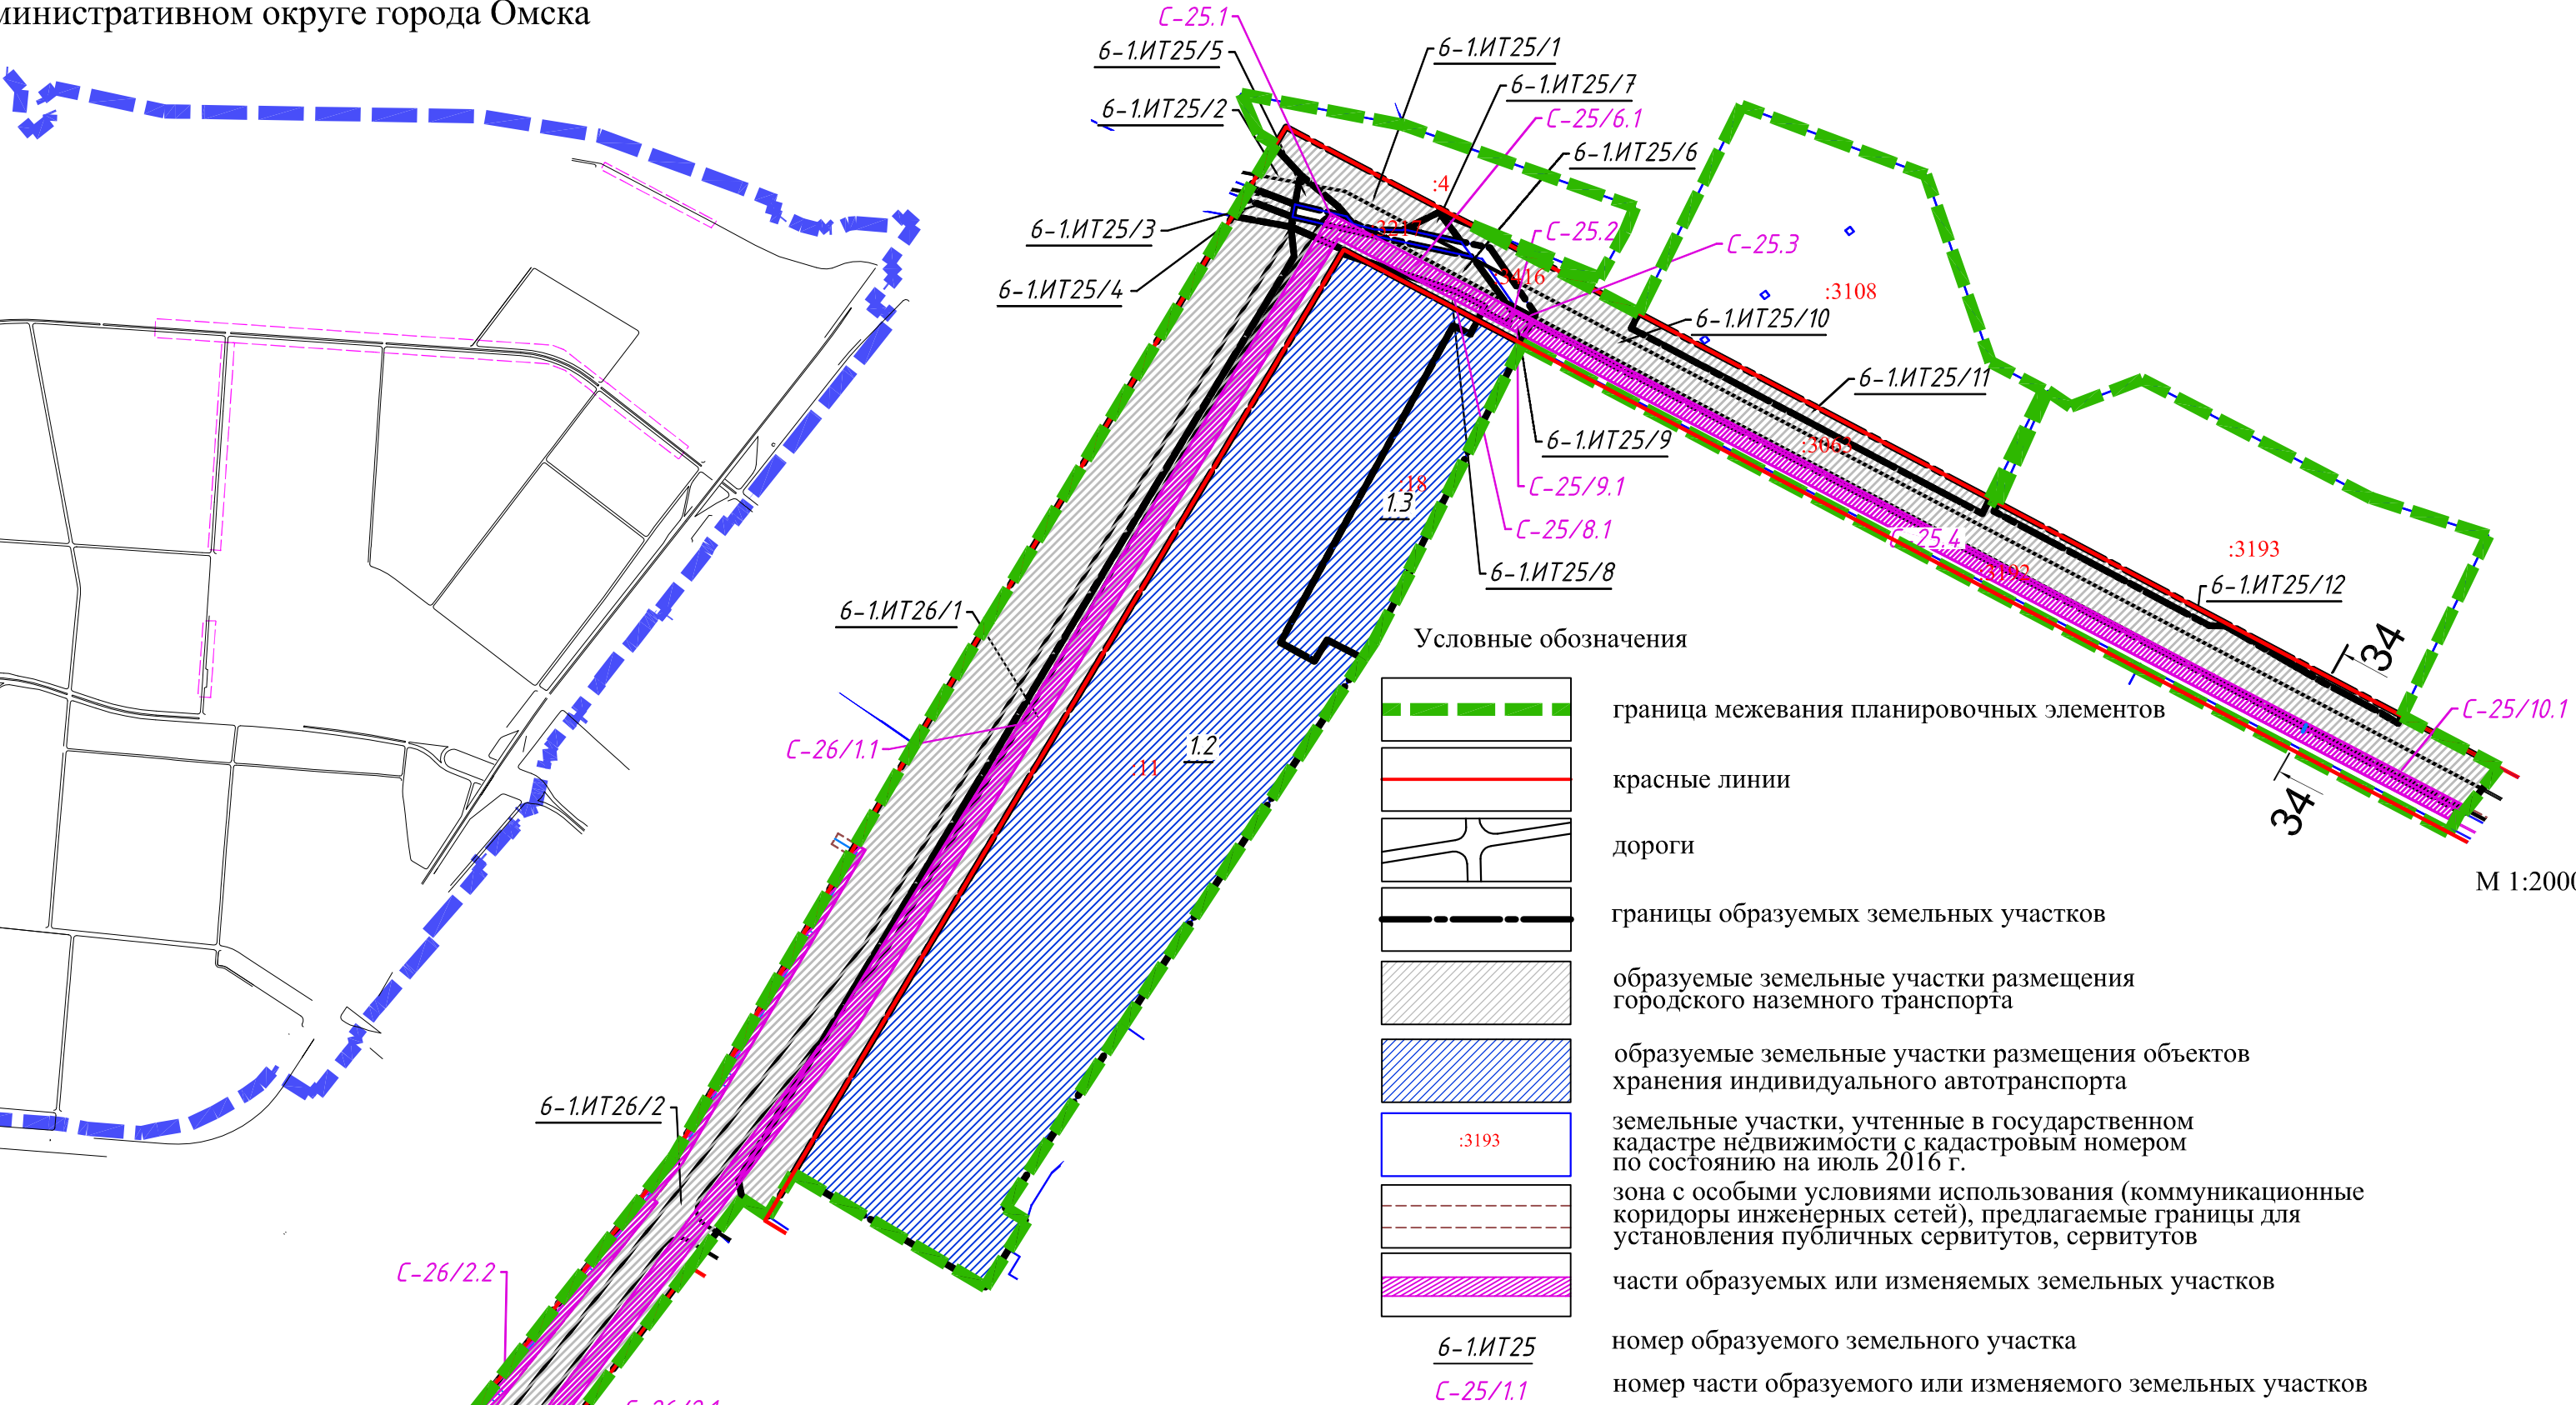 министративном округе города Омска
С-25.1
6-1.ИТ25/5
6-1.ИТ25/1
6-1.ИТ25/2
6-1.ИТ25/7
С-25/6.1
6-1.ИТ25/6
:4
6-1.ИТ25/3
:3217
С-25.2
С-25.3
6-1.ИТ25/4
:3416
:3108
6-1.ИТ25/10
6-1.ИТ25/11
6-1.ИТ25/9
:3063
:18
С-25/9.1
1.3
С-25/8.1
С-25.4
:3193
6-1.ИТ25/8
:3192
6-1.ИТ25/12
6-1.ИТ26/1
34
С-25/10.1
С-26/1.1
1.2
:11
34
М 1:2000
6-1.ИТ26/2
С-26/2.2
Условные обозначения
граница межевания планировочных элементов
красные линии
дороги
границы образуемых земельных участков
образуемые земельные участки размещения
городского наземного транспорта
образуемые земельные участки размещения объектов
хранения индивидуального автотранспорта
:3193
земельные участки, учтенные в государственном
кадастре недвижимости с кадастровым номером
по состоянию на июль 2016 г.
зона с особыми условиями использования (коммуникационные
коридоры инженерных сетей), предлагаемые границы для
установления публичных сервитутов, сервитутов
части образуемых или изменяемых земельных участков
6-1.ИТ25
номер образуемого земельного участка
С-25/1.1
номер части образуемого или изменяемого земельных участков